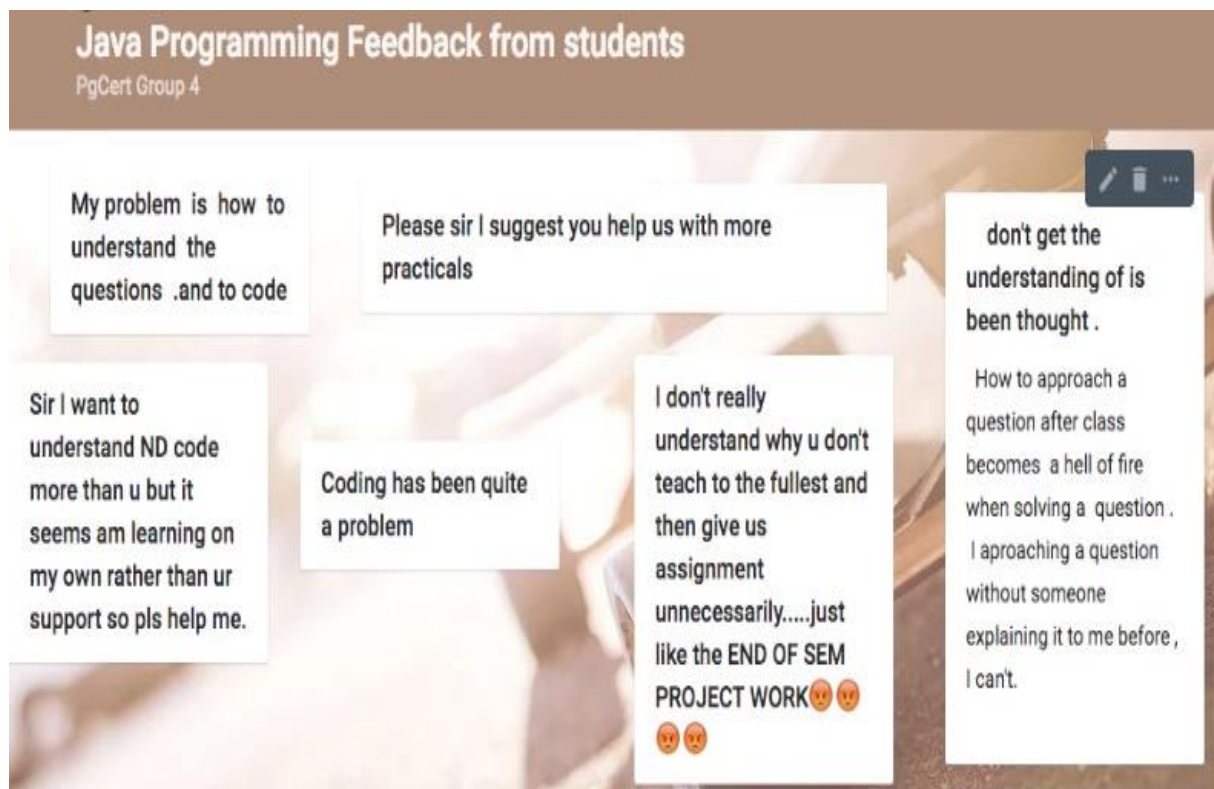 Java Programming Feedback from students
PgCert Group 4
My problem is how to
understand the
questions .and to code
Please sir I suggest you help us with more
practicals
don't get the
understanding of is
been thought .
How to approach a
question after class
becomes a hell of fire
when solving a question .
I aproaching a question
without someone
explaining it to me before ,
I can't.
Sir I want to
understand ND code
more than u but it
seems am learning on
my own rather than ur
support so pls help me.
Coding has been quite
a problem
I don't really
understand why u don't
teach to the fullest and
then give us
assignment
unnecessarily.....just
like the END OF SEM
PROJECT WORK😡😡
😡😡